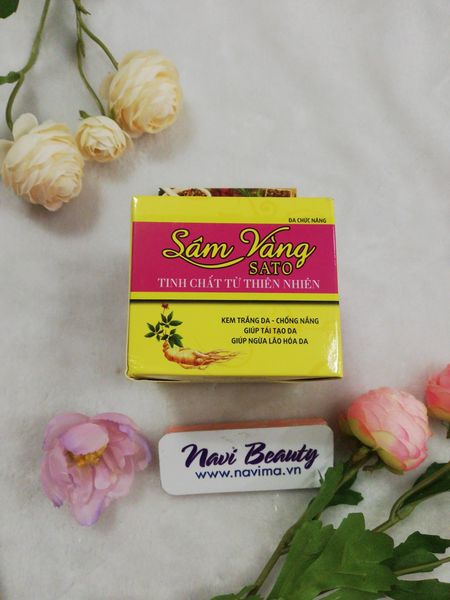 ĐA CHỨC NĂNG
Sâm Vàng
SATO
TINH CHẤT TỪ THIÊN NHIÊN
KEM TRẮNG DA - CHỐNG NẮNG
GIÚP TÁI TẠO DA
GIÚP NGỪA LÃO HÓA DA
Navi Beauty
www.navima.vn